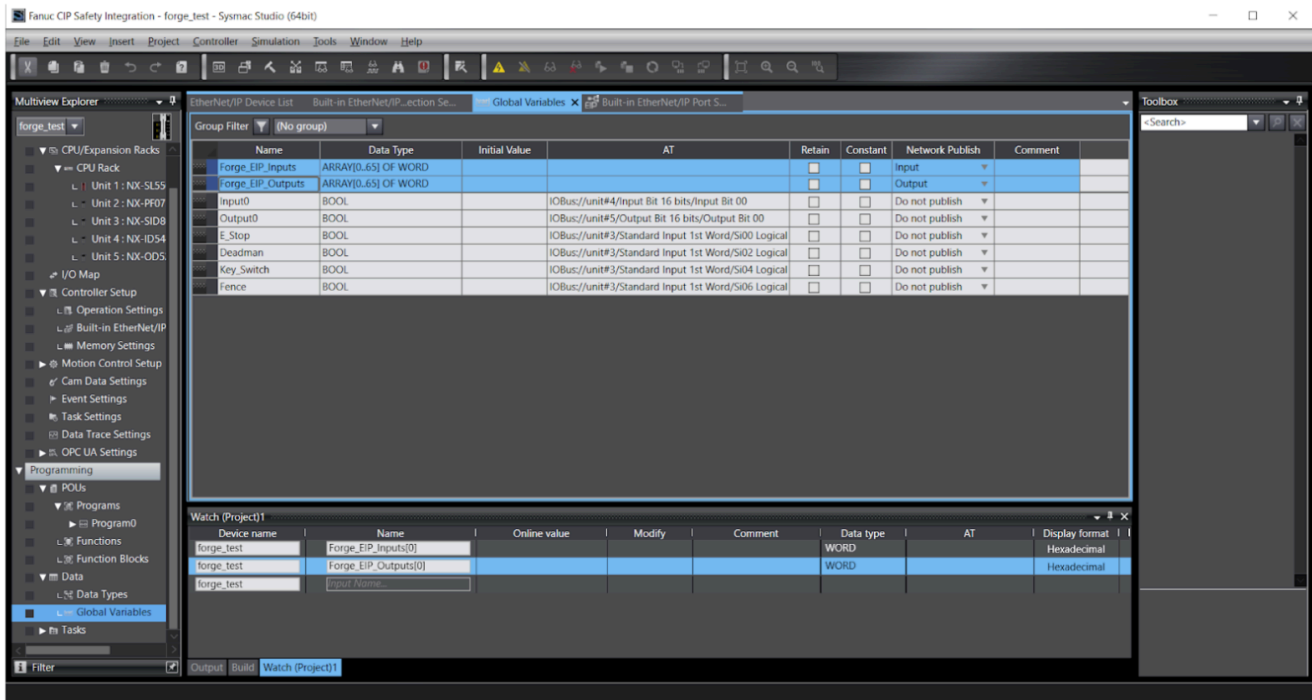 Fanuc CIP Safety Integration - forge_test - Sysmac Studio (64bit)
File Edit View Insert Project Controller Simulation Tools Window Help
Multiview Explorer
forge_test
CPU/Expansion Racks
CPU Rack
Unit 1 : NX-SL55
Unit 2 : NX-PF07
Unit 3 : NX-SID8
Unit 4 : NX-ID54
Unit 5 : NX-OD5
I/O Map
Controller Setup
Operation Settings
Built-in EtherNet/IP
Memory Settings
Motion Control Setup
Cam Data Settings
Event Settings
Task Settings
Data Trace Settings
OPC UA Settings
Programming
POUs
Programs
Program0
Functions
Function Blocks
Data
Data Types
Global Variables
Tasks
Filter
EtherNet/IP Device List Built-in EtherNet/IP...ection Se... Global Variables Built-in EtherNet/IP Port S...
Group Filter (No group)
Name Data Type Initial Value AT Retain Constant Network Publish Comment
Forge_EIP_Inputs ARRAY[0..65] OF WORD Input
Forge_EIP_Outputs ARRAY[0..65] OF WORD Output
Input0 BOOL IOBus://unit#4/Input Bit 16 bits/Input Bit 00 Do not publish
Output0 BOOL IOBus://unit#5/Output Bit 16 bits/Output Bit 00 Do not publish
E_Stop BOOL IOBus://unit#3/Standard Input 1st Word/Si00 Logical Do not publish
Deadman BOOL IOBus://unit#3/Standard Input 1st Word/Si02 Logical Do not publish
Key_Switch BOOL IOBus://unit#3/Standard Input 1st Word/Si04 Logical Do not publish
Fence BOOL IOBus://unit#3/Standard Input 1st Word/Si06 Logical Do not publish
Watch (Project)1
Device name Name Online value Modify Comment Data type AT Display format
forge_test Forge_EIP_Inputs[0] WORD Hexadecimal
forge_test Forge_EIP_Outputs[0] WORD Hexadecimal
forge_test Input Name...
Output Build Watch (Project)1
Toolbox
<Search>